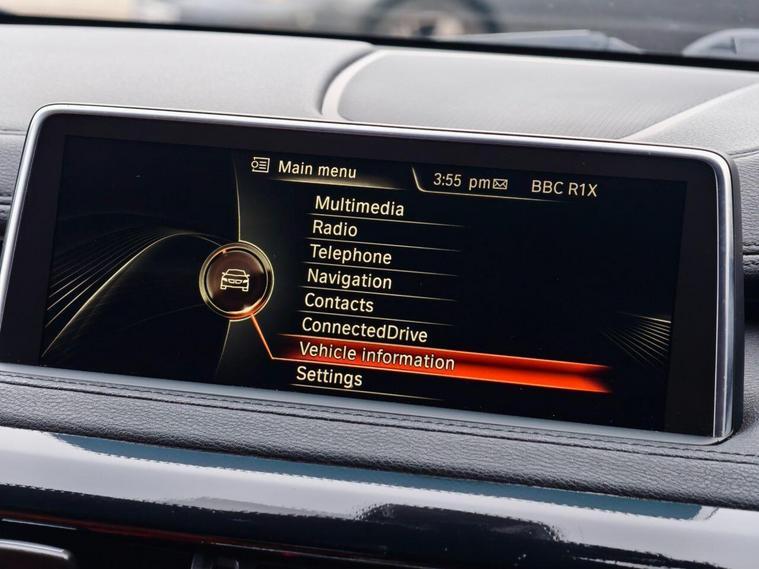 Main menu
3:55 pm BBC R1X
Multimedia
Radio
Telephone
Navigation
Contacts
ConnectedDrive
Vehicle information
Settings